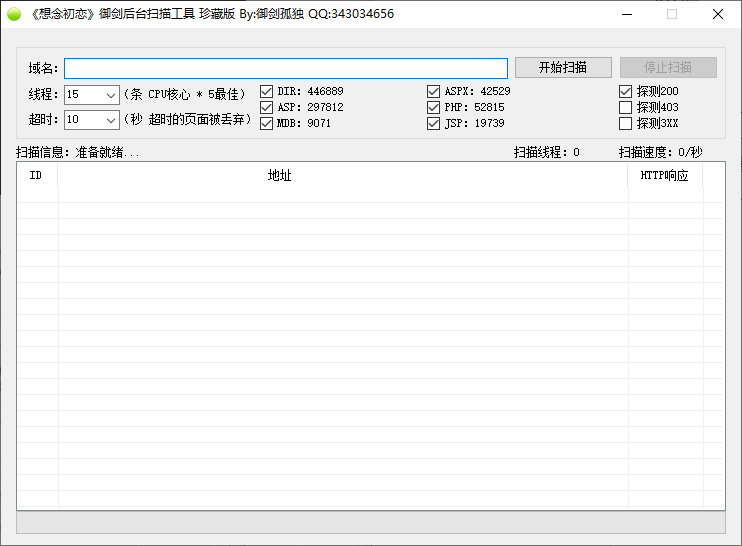 《想念初恋》御剑后台扫描工具 珍藏版 By:御剑孤独 QQ:343034656
域名: 开始扫描 停止扫描
线程: 15 (条 CPU核心 * 5最佳) DIR: 446889 ASPX: 42529 探测200
ASP: 297812 PHP: 52815 探测403
超时: 10 (秒 超时的页面被丢弃) MDB: 9071 JSP: 19739 探测3XX
扫描信息: 准备就绪... 扫描线程: 0 扫描速度: 0/秒
ID 地址 HTTP响应